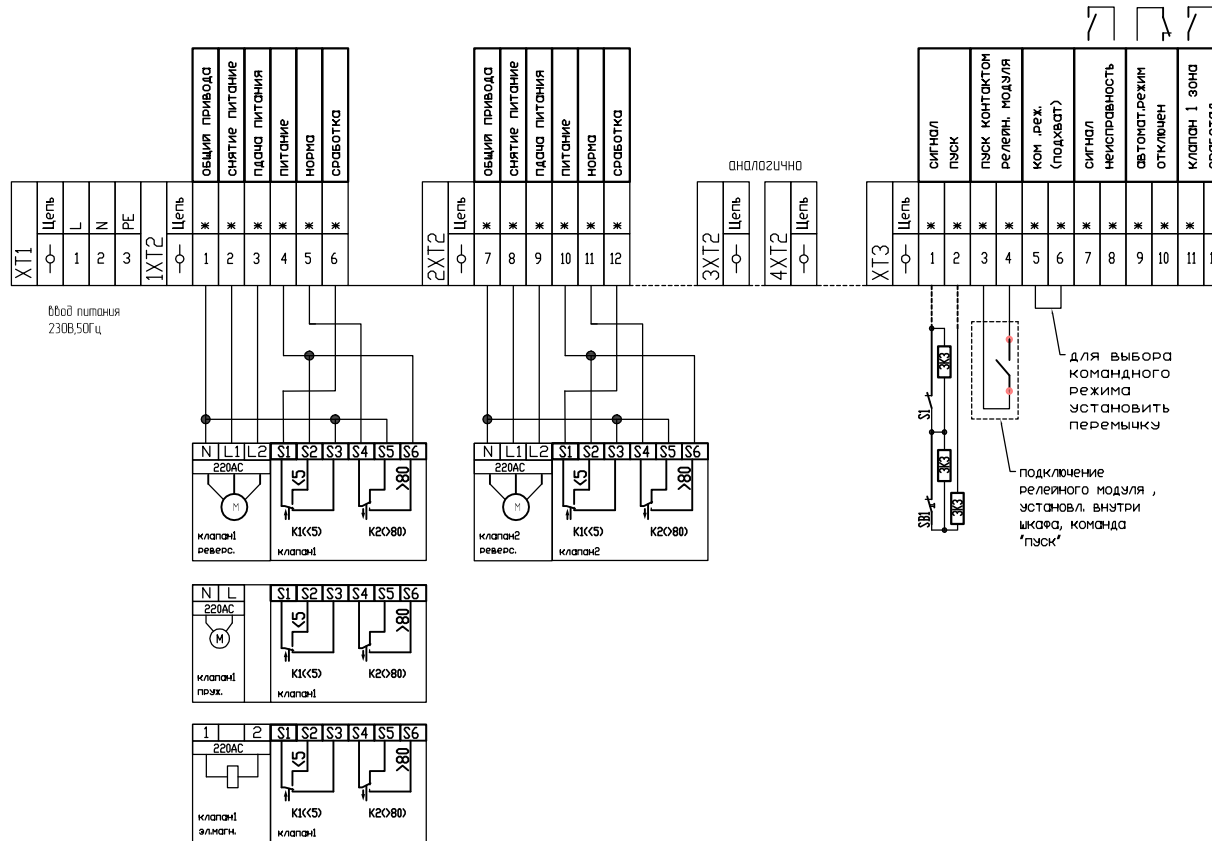 общий привода
снятие питание
пдача питания
питание
норма
сработка
XT1
Цепь
L
N
PE
1XT2
Цепь
* * * * * *
1 2 3
1 2 3 4 5 6
ввод питания
230В,50Гц
общий привода
снятие питание
пдача питания
питание
норма
сработка
2XT2
Цепь
* * * * * *
7 8 9 10 11 12
аналогично
3XT2
Цепь
4XT2
Цепь
сигнал
пуск
пуск контактом
релейн. модуля
ком .реж.
(подхват)
сигнал
неисправность
автомат.режим
отключен
клапан 1 зона
XT3
Цепь
* * * * * * * * * * *
1 2 3 4 5 6 7 8 9 10 11
для выбора
командного
режима
установить
перемычку
подключение
релейного модуля ,
установл. внутри
шкафа, команда
"пуск"
S1
ЭКЗ
ЭКЗ
SB1
ЭКЗ
N L1 L2 S1 S2 S3 S4 S5 S6
220AC
M
<5
>80
K1(<5)
K2(>80)
клапан1
реверс.
клапан1
N L1 L2 S1 S2 S3 S4 S5 S6
220AC
M
<5
>80
K1(<5)
K2(>80)
клапан2
реверс.
клапан2
N L S1 S2 S3 S4 S5 S6
220AC
M
<5
>80
K1(<5)
K2(>80)
клапан1
пруж.
клапан1
1 2 S1 S2 S3 S4 S5 S6
220AC
<5
>80
K1(<5)
K2(>80)
клапан1
эл.магн.
клапан1